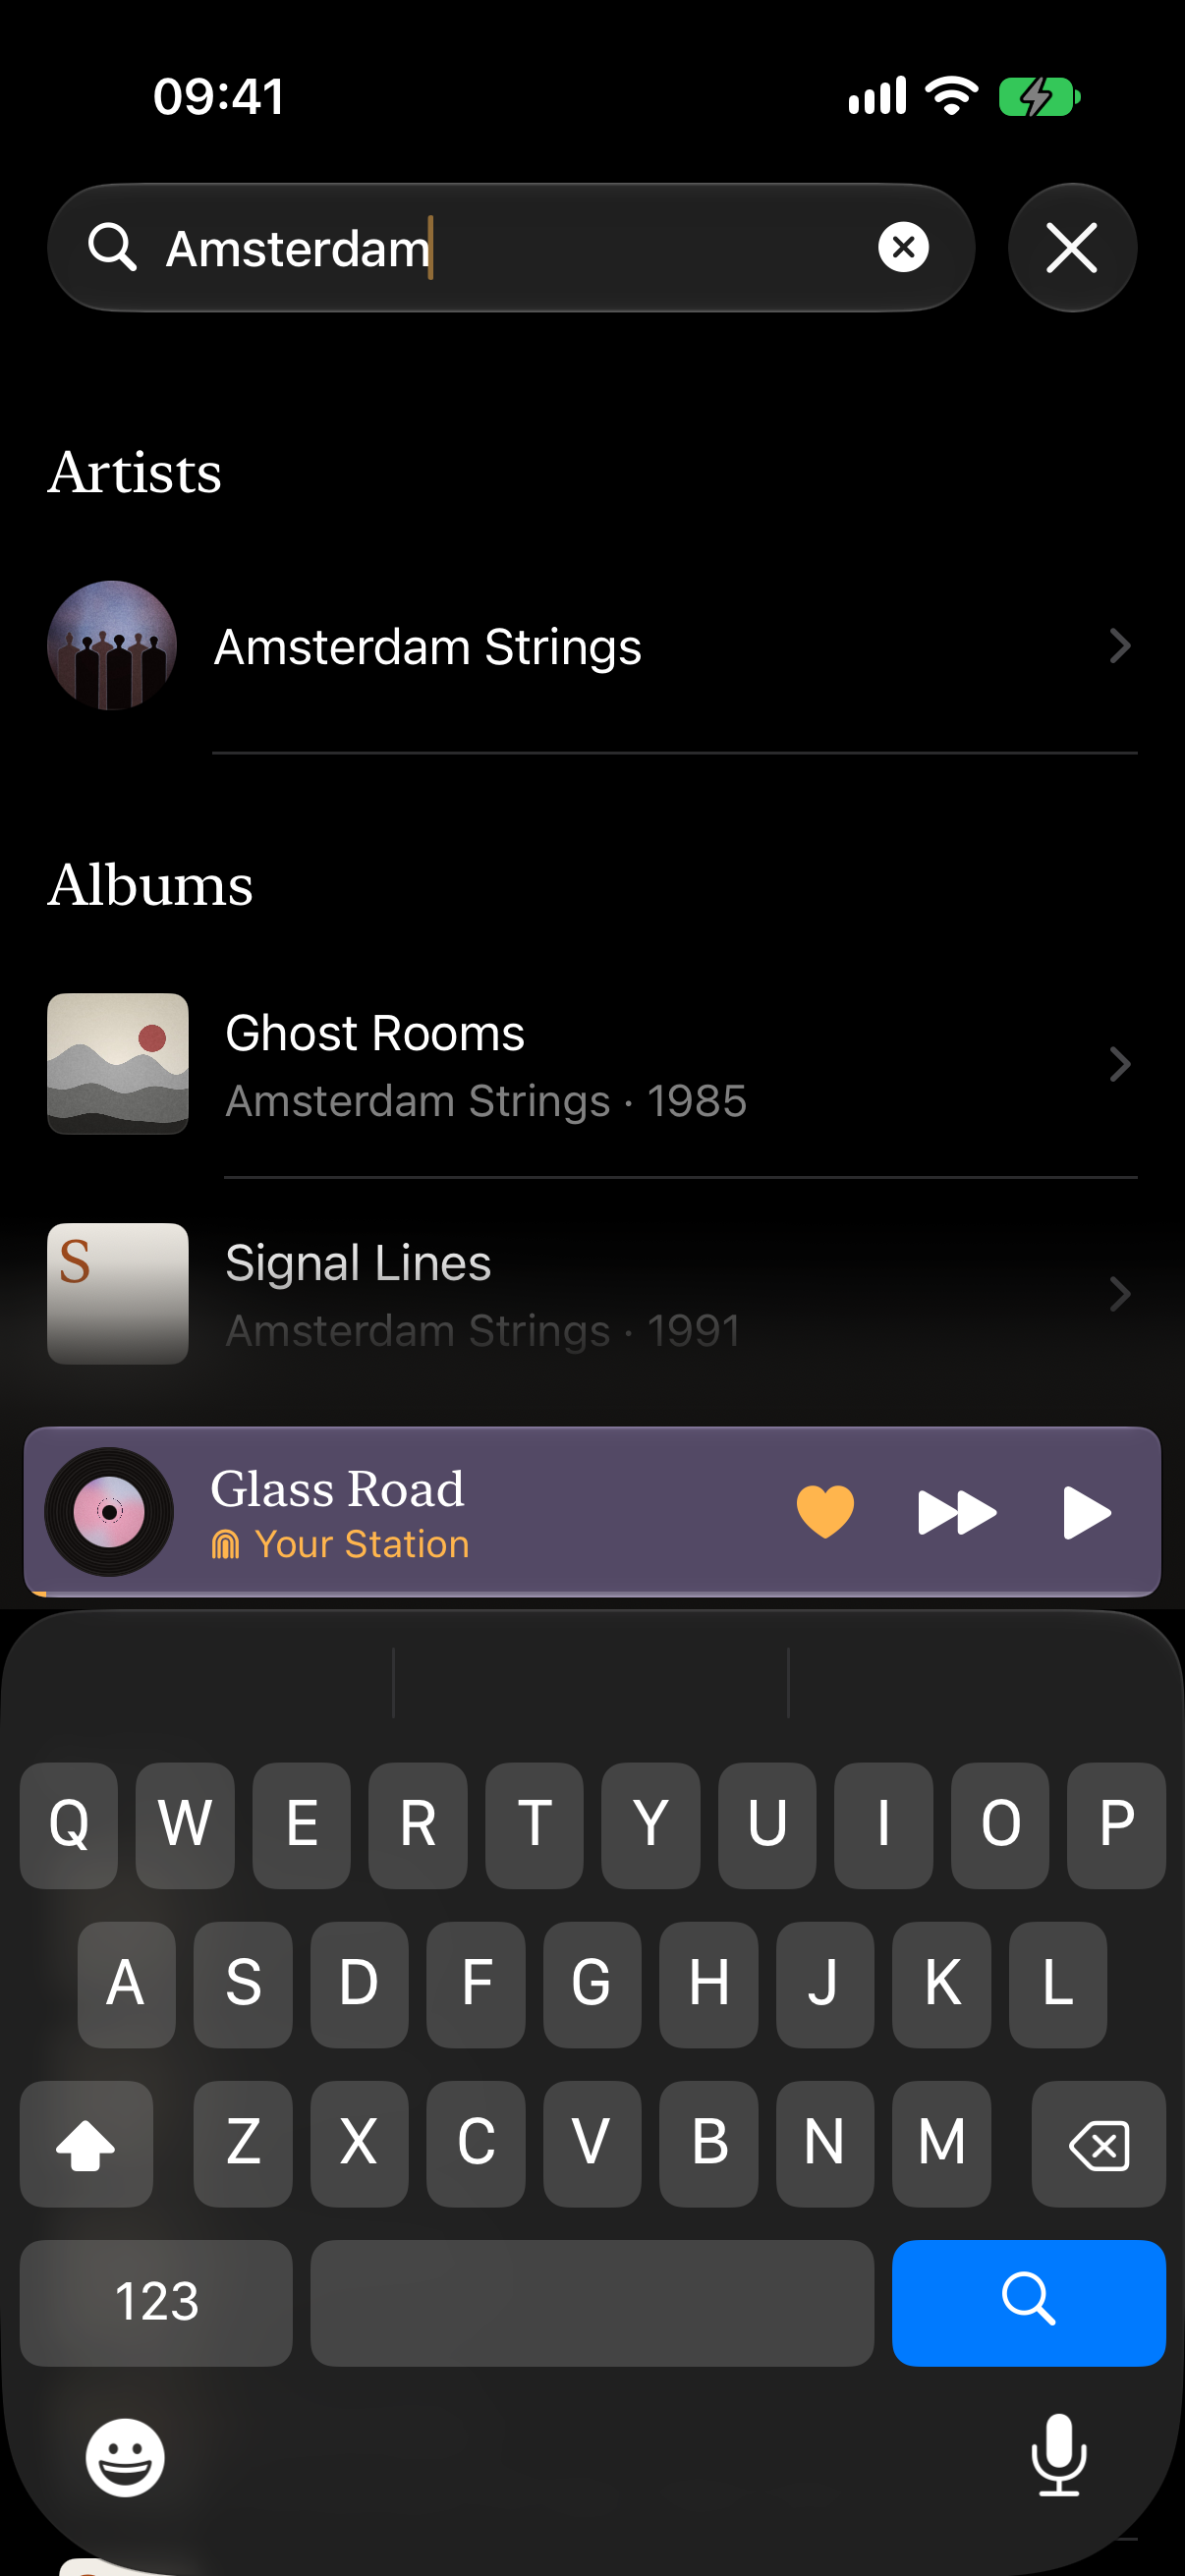 09:41
Amsterdam
Artists
Amsterdam Strings
Albums
Ghost Rooms
Amsterdam Strings · 1985
S
Signal Lines
Amsterdam Strings · 1991
Glass Road
Your Station
Q W E R T Y U I O P
A S D F G H J K L
Z X C V B N M
123